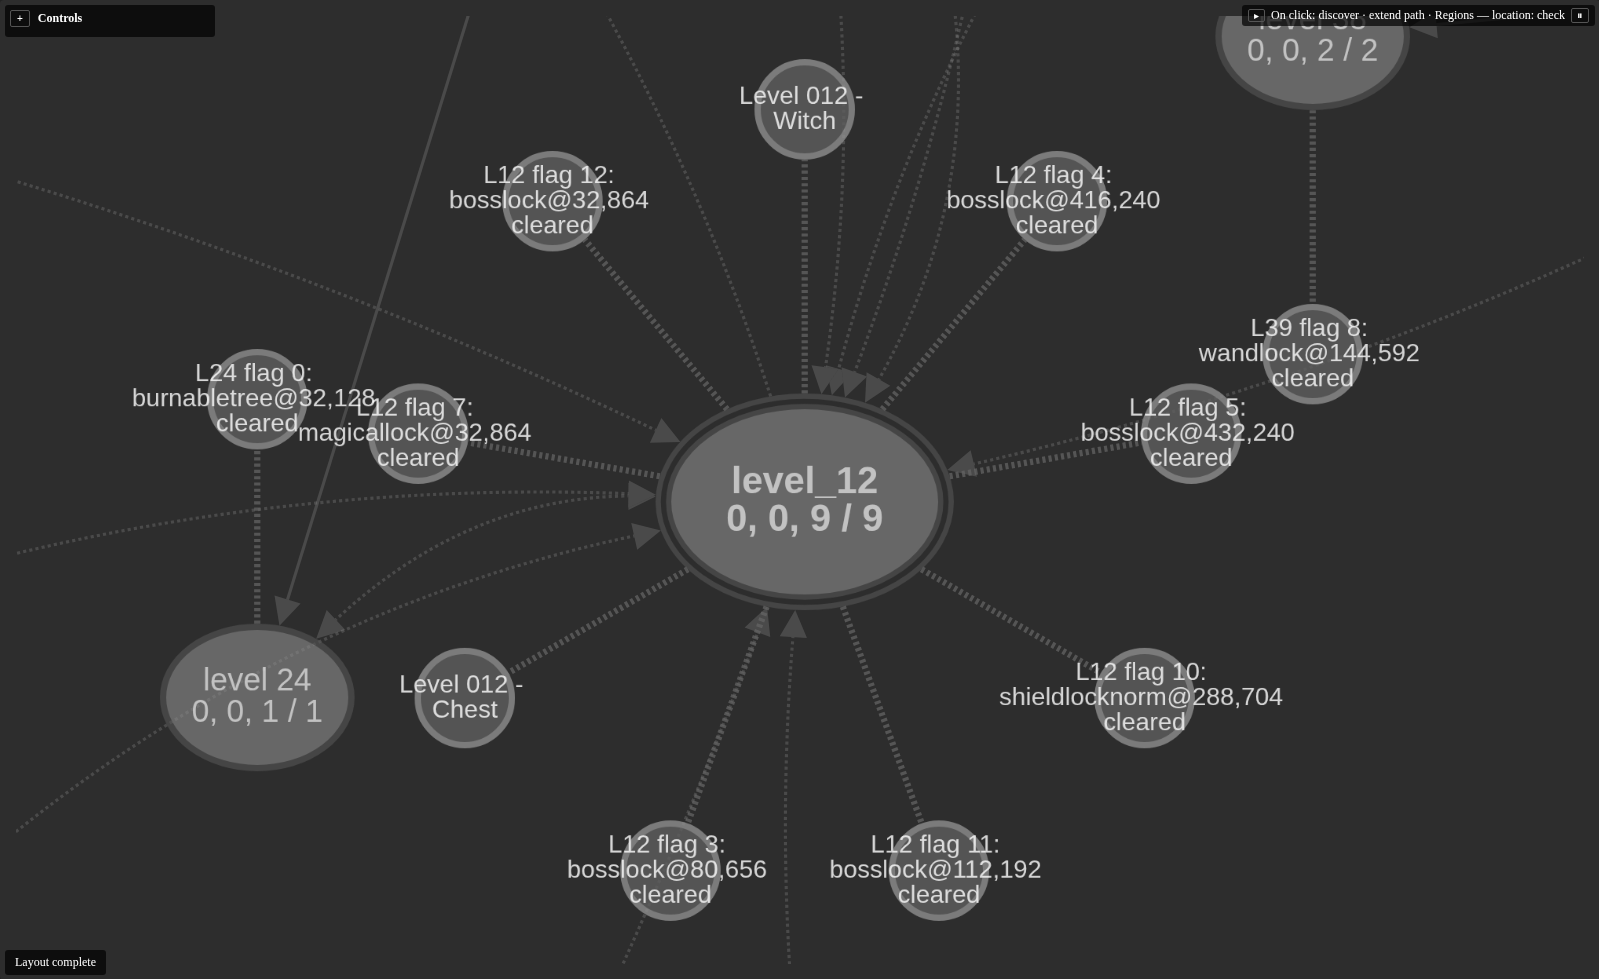 + Controls
On click: discover · extend path · Regions — location: check
0, 0, 2 / 2
Level 012 -
Witch
L12 flag 12:
bosslock@32,864
cleared
L12 flag 4:
bosslock@416,240
cleared
L39 flag 8:
wandlock@144,592
cleared
L24 flag 0:
burnabletree@32,128
cleared
L12 flag 7:
magicallock@32,864
cleared
L12 flag 5:
bosslock@432,240
cleared
level_12
0, 0, 9 / 9
level 24
0, 0, 1 / 1
Level 012 -
Chest
L12 flag 10:
shieldlocknorm@288,704
cleared
L12 flag 3:
bosslock@80,656
cleared
L12 flag 11:
bosslock@112,192
cleared
Layout complete